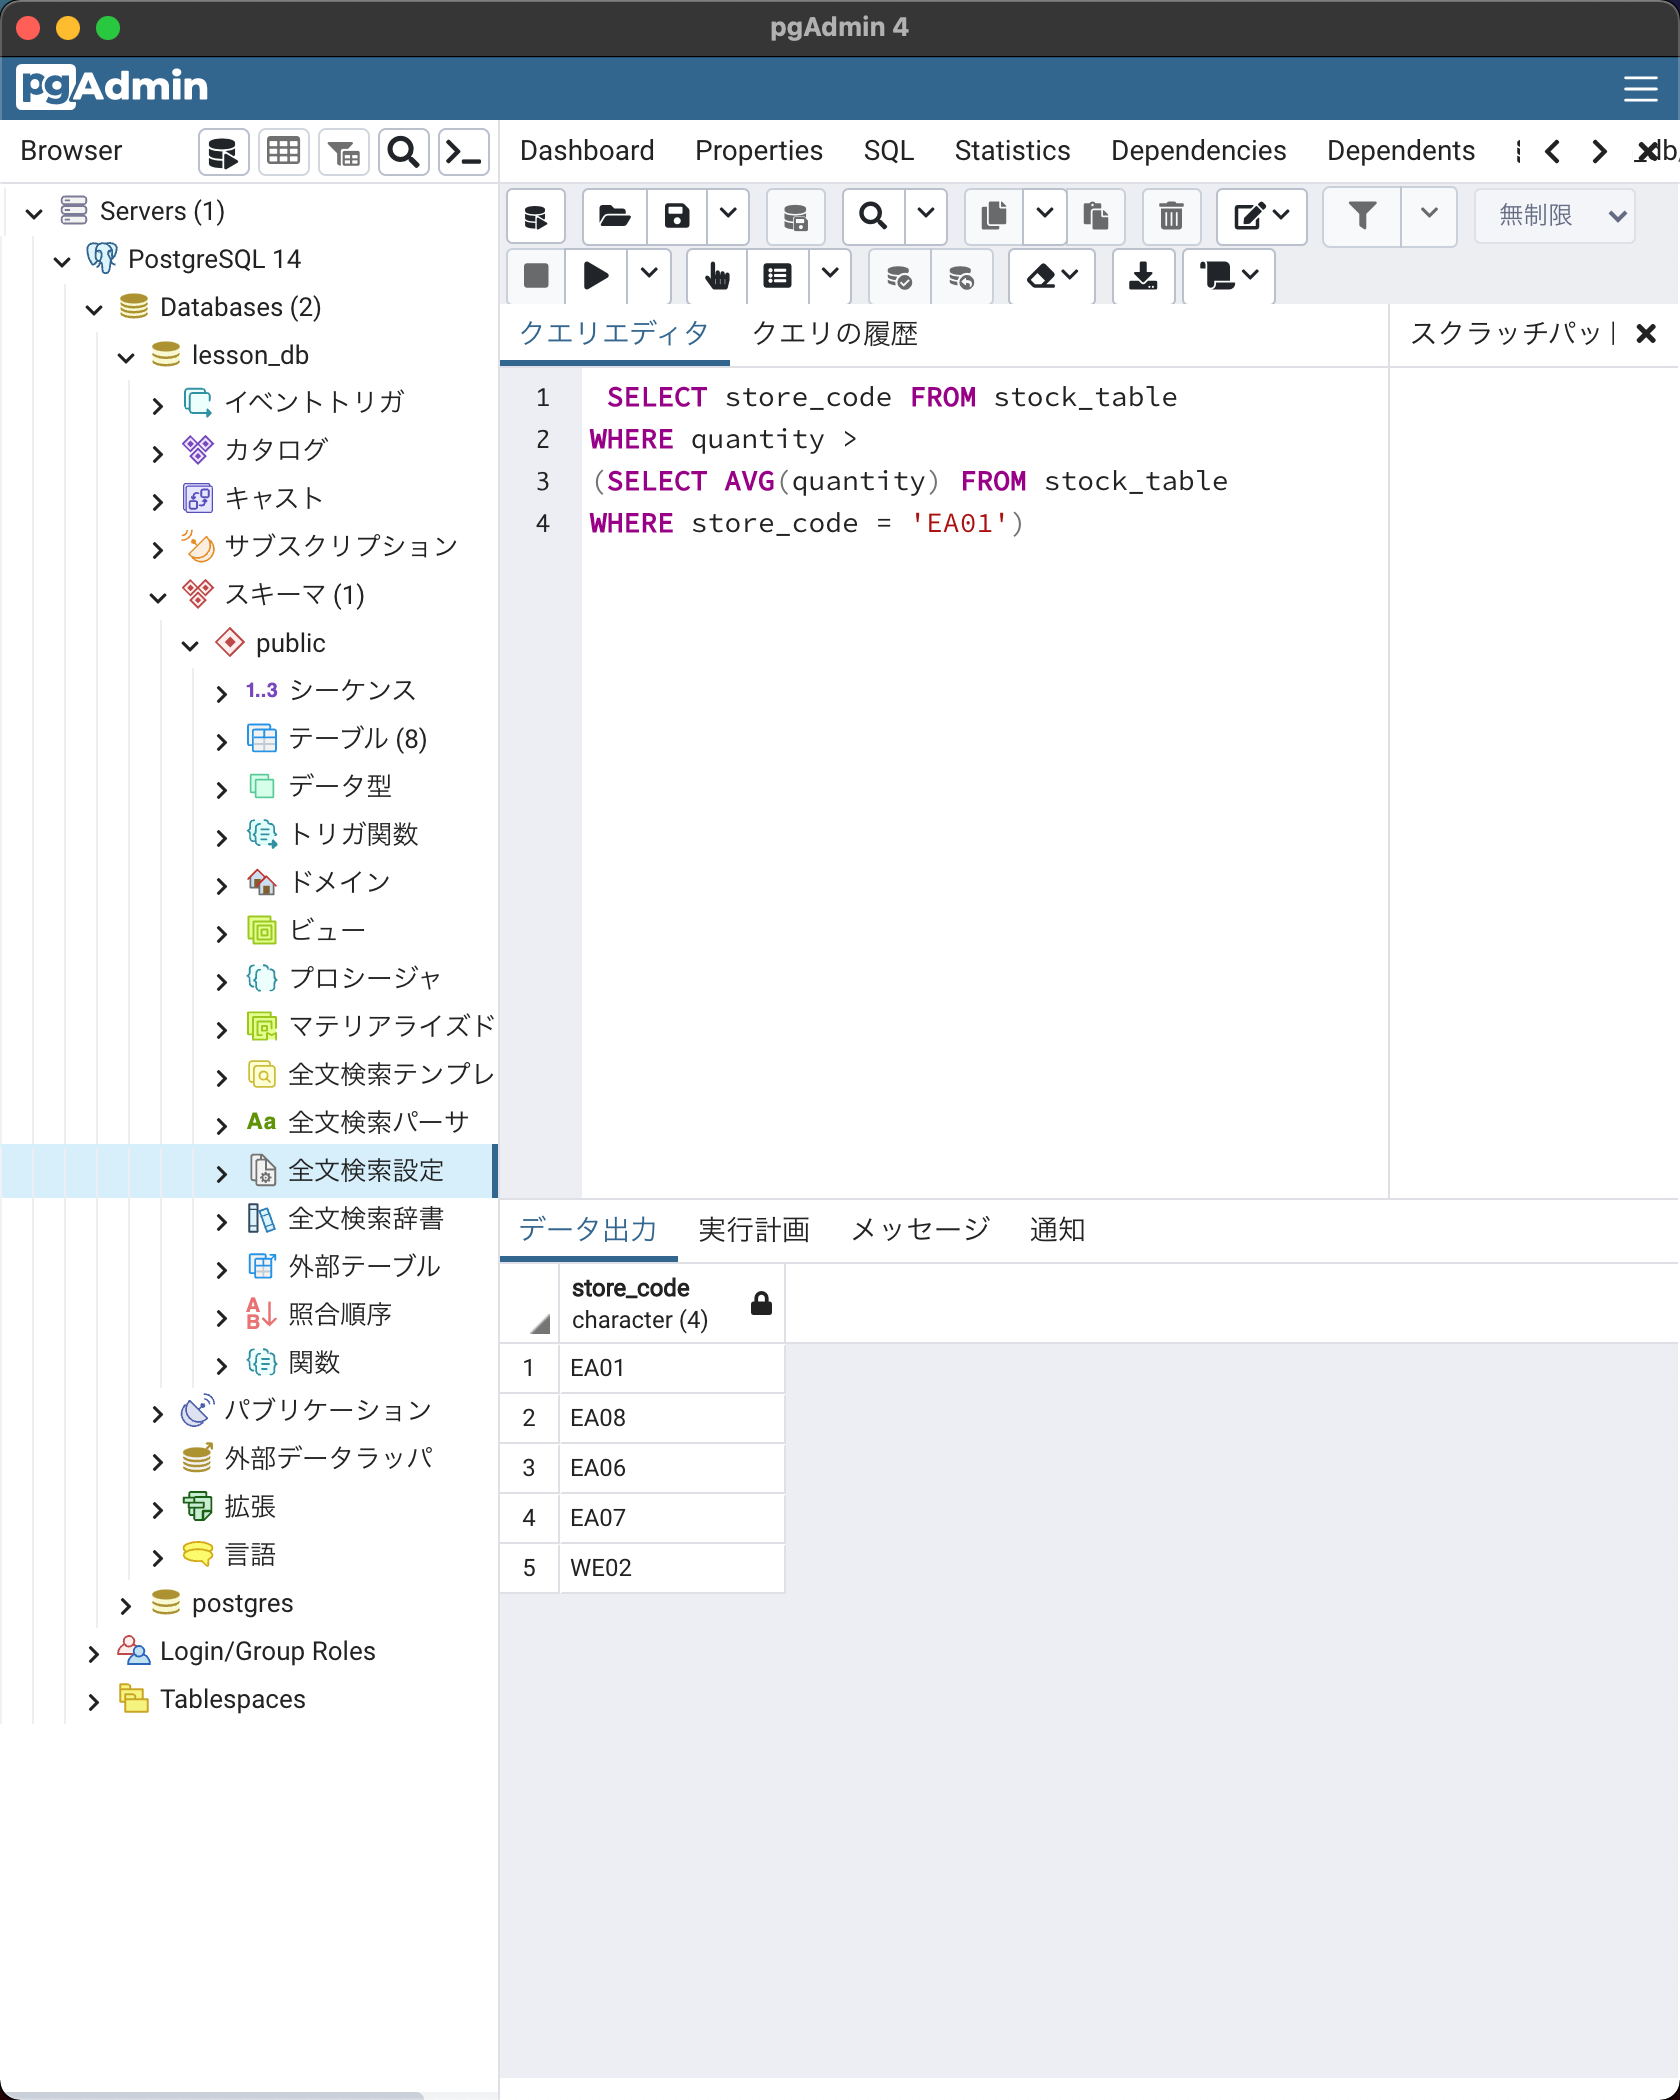 pgAdmin 4
pgAdmin
Browser
Servers (1)
PostgreSQL 14
Databases (2)
lesson_db
イベントトリガ
カタログ
キャスト
サブスクリプション
スキーマ (1)
public
1..3 シーケンス
テーブル (8)
データ型
トリガ関数
ドメイン
ビュー
プロシージャ
マテリアライズド
全文検索テンプレ
Aa 全文検索パーサ
全文検索設定
全文検索辞書
外部テーブル
照合順序
関数
パブリケーション
外部データラッパ
拡張
言語
postgres
Login/Group Roles
Tablespaces
Dashboard Properties SQL Statistics Dependencies Dependents
無制限
クエリエディタ クエリの履歴 スクラッチパッ
1 SELECT store_code FROM stock_table
2 WHERE quantity >
3 (SELECT AVG(quantity) FROM stock_table
4 WHERE store_code = 'EA01')
データ出力 実行計画 メッセージ 通知
store_code
character (4)
1 EA01
2 EA08
3 EA06
4 EA07
5 WE02